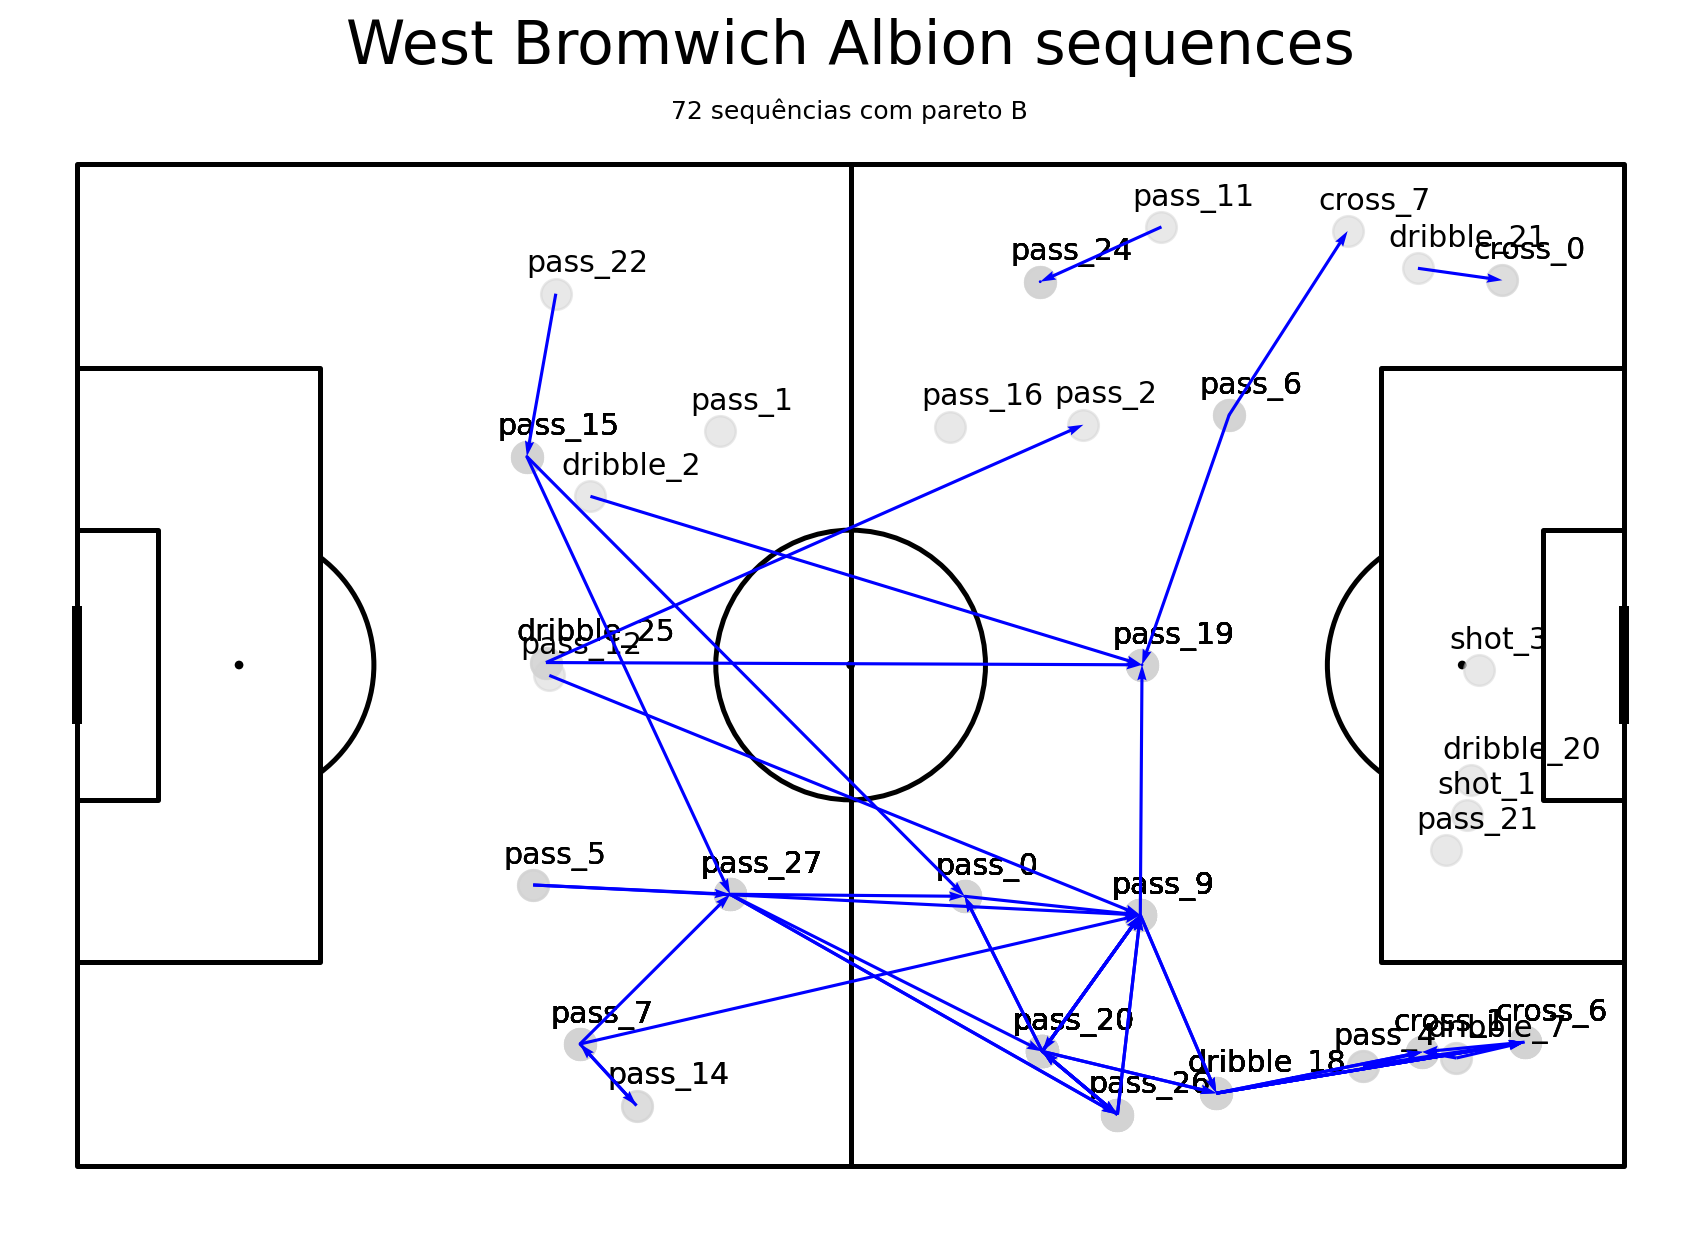 West Bromwich Albion sequences
72 sequências com pareto B
pass_11
cross_7
pass_24
dribble_21
cross_0
pass_22
pass_1
pass_16
pass_2
pass_6
pass_15
dribble_2
dribble_25
pass_12
pass_19
shot_3
dribble_20
shot_1
pass_21
pass_5
pass_27
pass_0
pass_9
pass_7
pass_20
cross_6
cross_1
dribble_7
pass_4
dribble_18
pass_14
pass_26